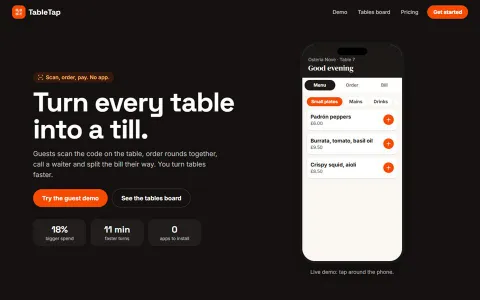 TableTap
Demo
Tables board
Pricing
Get started
Scan, order, pay. No app.
Turn every table
into a till.
Guests scan the code on the table, order rounds together,
call a waiter and split the bill their way. You turn tables
faster.
Try the guest demo
See the tables board
18%
bigger spend
11 min
faster turns
0
apps to install
Osteria Nove · Table 7
Good evening
Menu
Order
Bill
Small plates
Mains
Drinks
Padrón peppers
£6.00
Burrata, tomato, basil oil
£9.50
Crispy squid, aioli
£8.50
Live demo: tap around the phone.